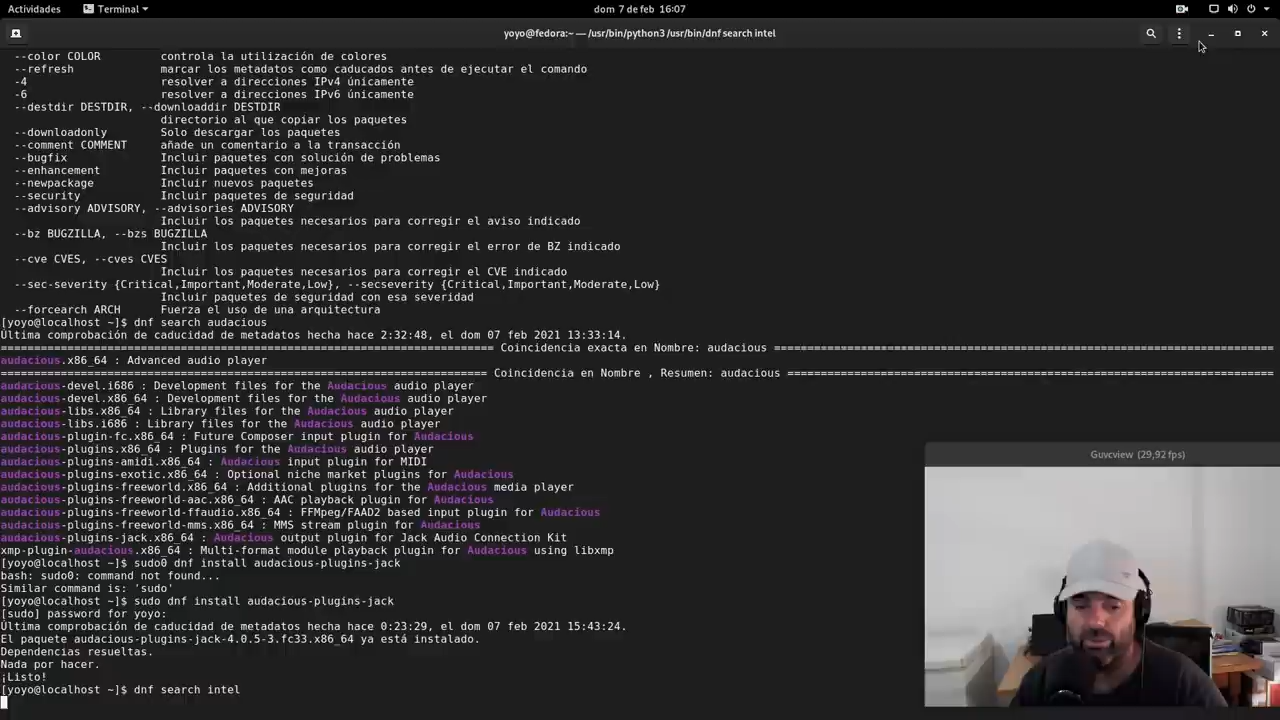 Actividades
Terminal
dom 7 de feb 16:07
yoyo@fedora:~ — /usr/bin/python3 /usr/bin/dnf search intel
--color COLOR controla la utilización de colores
--refresh marcar los metadatos como caducados antes de ejecutar el comando
-4 resolver a direcciones IPv4 únicamente
-6 resolver a direcciones IPv6 únicamente
--destdir DESTDIR, --downloaddir DESTDIR
directorio al que copiar los paquetes
--downloadonly Solo descargar los paquetes
--comment COMMENT añade un comentario a la transacción
--bugfix Incluir paquetes con solución de problemas
--enhancement Incluir paquetes con mejoras
--newpackage Incluir nuevos paquetes
--security Incluir paquetes de seguridad
--advisory ADVISORY, --advisories ADVISORY
Incluir los paquetes necesarios para corregir el aviso indicado
--bz BUGZILLA, --bzs BUGZILLA
Incluir los paquetes necesarios para corregir el error de BZ indicado
--cve CVES, --cves CVES
Incluir los paquetes necesarios para corregir el CVE indicado
--sec-severity {Critical,Important,Moderate,Low}, --secseverity {Critical,Important,Moderate,Low}
Incluir paquetes de seguridad con esa severidad
--forcearch ARCH Fuerza el uso de una arquitectura
[yoyo@localhost ~]$ dnf search audacious
Última comprobación de caducidad de metadatos hecha hace 2:32:48, el dom 07 feb 2021 13:33:14.
========================================================================= Coincidencia exacta en Nombre: audacious ===========================================================================
audacious.x86_64 : Advanced audio player
======================================================================== Coincidencia en Nombre , Resumen: audacious =========================================================================
audacious-devel.i686 : Development files for the Audacious audio player
audacious-devel.x86_64 : Development files for the Audacious audio player
audacious-libs.x86_64 : Library files for the Audacious audio player
audacious-libs.i686 : Library files for the Audacious audio player
audacious-plugin-fc.x86_64 : Future Composer input plugin for Audacious
audacious-plugins.x86_64 : Plugins for the Audacious audio player
audacious-plugins-amidi.x86_64 : Audacious input plugin for MIDI
audacious-plugins-exotic.x86_64 : Optional niche market plugins for Audacious
audacious-plugins-freeworld.x86_64 : Additional plugins for the Audacious media player
audacious-plugins-freeworld-aac.x86_64 : AAC playback plugin for Audacious
audacious-plugins-freeworld-ffaudio.x86_64 : FFMpeg/FAAD2 based input plugin for Audacious
audacious-plugins-freeworld-mms.x86_64 : MMS stream plugin for Audacious
audacious-plugins-jack.x86_64 : Audacious output plugin for Jack Audio Connection Kit
xmp-plugin-audacious.x86_64 : Multi-format module playback plugin for Audacious using libxmp
[yoyo@localhost ~]$ sudo0 dnf install audacious-plugins-jack
bash: sudo0: command not found...
Similar command is: 'sudo'
[yoyo@localhost ~]$ sudo dnf install audacious-plugins-jack
[sudo] password for yoyo:
Última comprobación de caducidad de metadatos hecha hace 0:23:29, el dom 07 feb 2021 15:43:24.
El paquete audacious-plugins-jack-4.0.5-3.fc33.x86_64 ya está instalado.
Dependencias resueltas.
Nada por hacer.
¡Listo!
[yoyo@localhost ~]$ dnf search intel
Guvcview (29,92 fps)